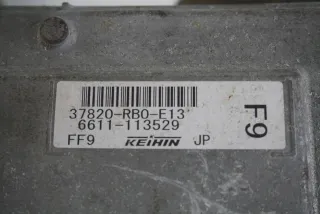 37820-RB0-E13
6611-113529
FF9 KEIHIN JP
F9